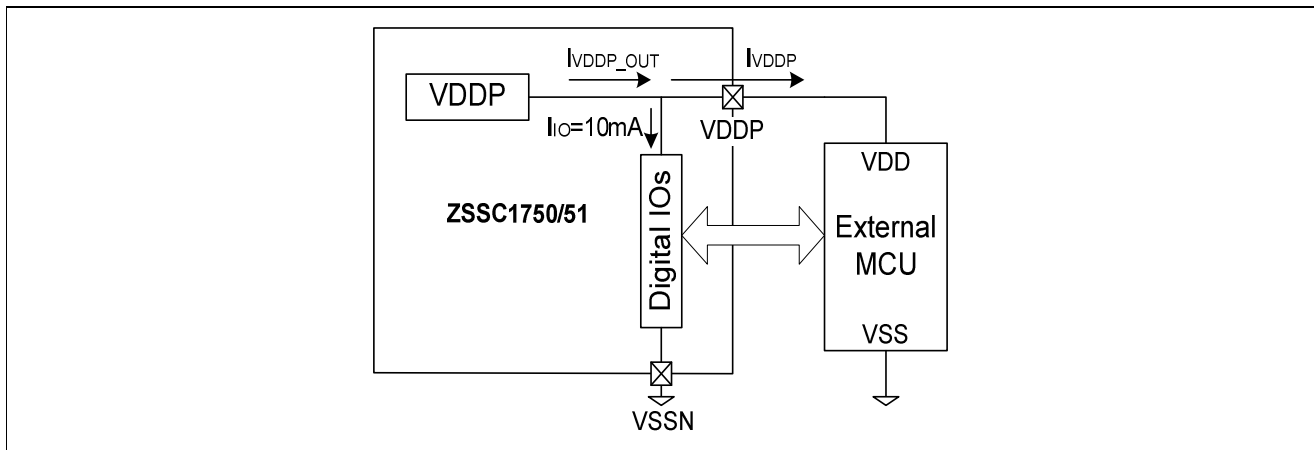 IVDDP_OUT
IVDDP
VDDP
IIO=10mA
VDDP
VDD
ZSSC1750/51
Digital IOs
External
MCU
VSS
VSSN